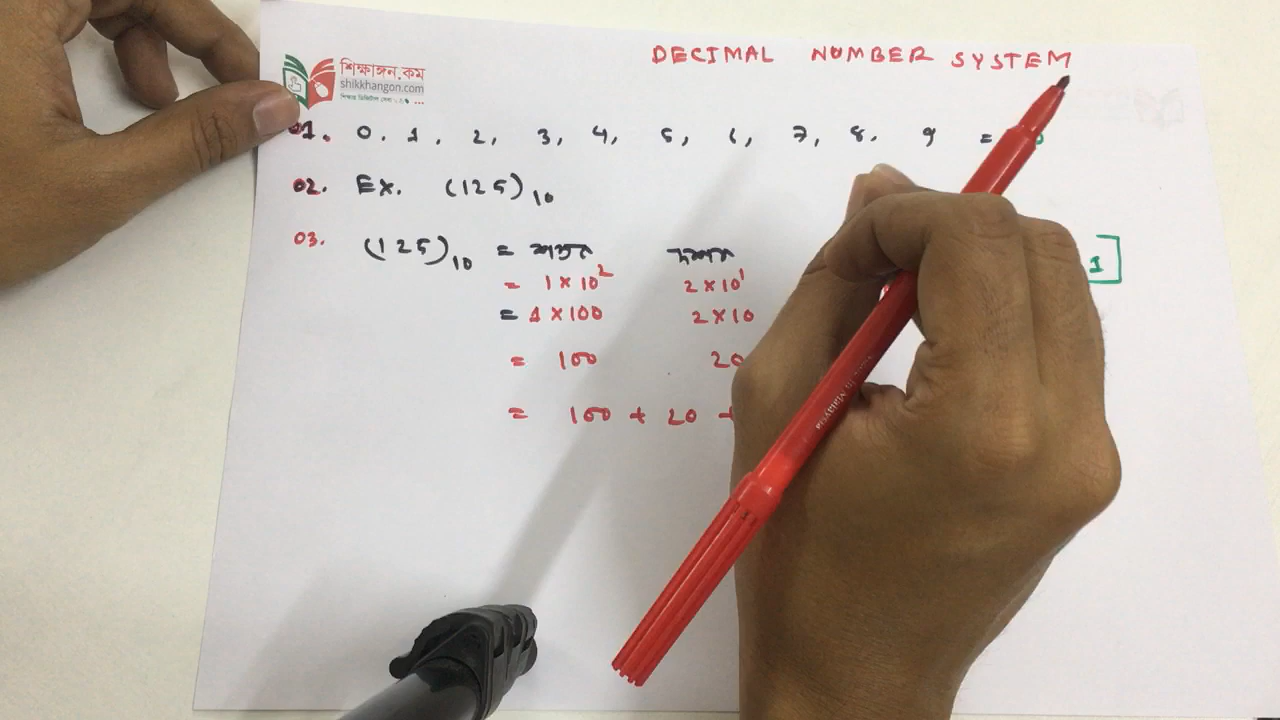 DECIMAL NUMBER SYSTEM
শিক্ষাঙ্গন.কম
shikkhangon.com
01. 0. 1, 2, 3, 4, 5, 6, 7, 8. 9 =
02. Ex. (125)₁₀
03. (125)₁₀ = শতক দশক
= 1 × 10² 2 × 10¹ 1
= 1 × 100 2 × 10
= 100 20
= 100 + 20 +